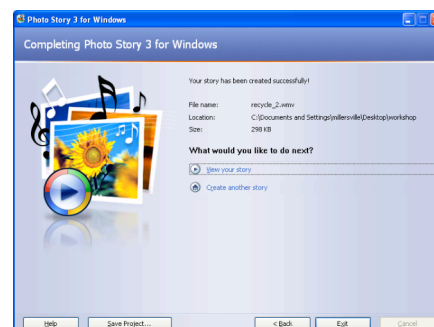 Photo Story 3 for Windows
Completing Photo Story 3 for Windows
Your story has been created successfully!
File name: recycle_2.wmv
Location: C:\Documents and Settings\millersville\Desktop\workshop
Size: 298 KB
What would you like to do next?
View your story
Create another story
Help Save Project... < Back Exit Cancel